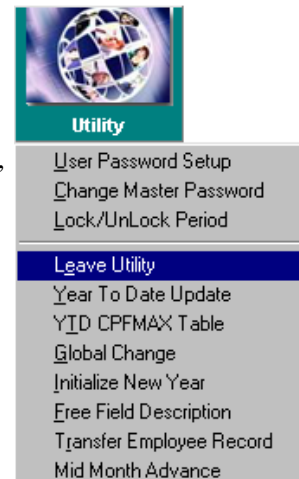 Utility
,
User Password Setup
Change Master Password
Lock/UnLock Period
Leave Utility
Year To Date Update
YTD CPFMAX Table
Global Change
Initialize New Year
Free Field Description
Transfer Employee Record
Mid Month Advance